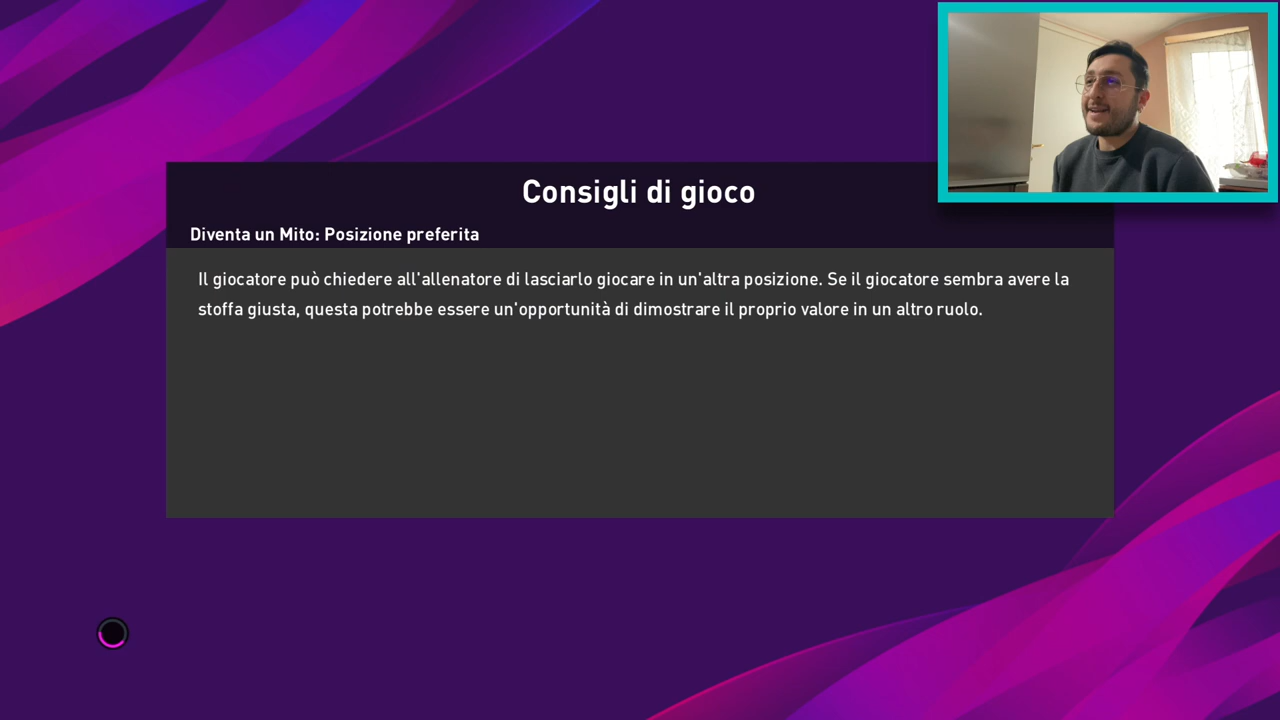 Consigli di gioco
Diventa un Mito: Posizione preferita
Il giocatore può chiedere all'allenatore di lasciarlo giocare in un'altra posizione. Se il giocatore sembra avere la
stoffa giusta, questa potrebbe essere un'opportunità di dimostrare il proprio valore in un altro ruolo.